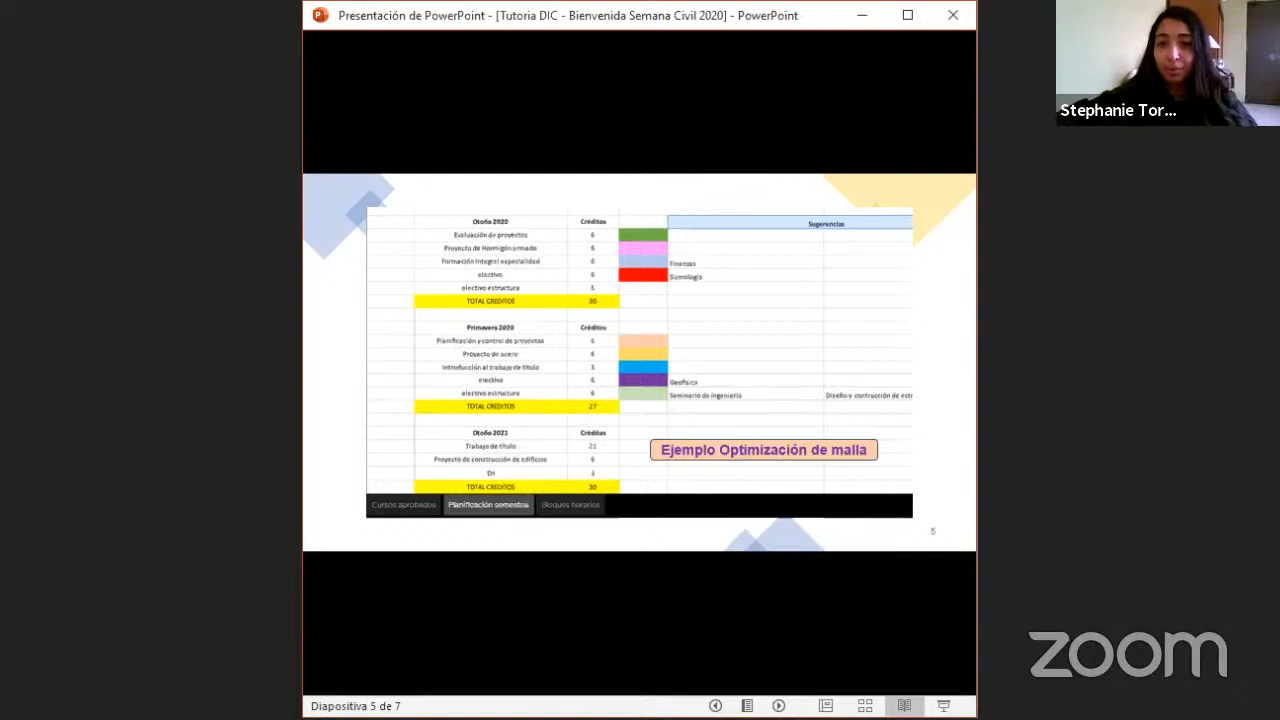 Presentación de PowerPoint - [Tutoria DIC - Bienvenida Semana Civil 2020] - PowerPoint
Stephanie Tor...
Otoño 2020 Créditos Sugerencias
Evaluación de proyectos 6
Proyecto de Hormigón armado 6
Formación Integral especialidad 6 Finanzas
electivo 6 Sismología
electivo estructura 6
TOTAL CREDITOS 30
Primavera 2020 Créditos
Planificación y control de proyectos 6
Proyecto de acero 6
Introducción al trabajo de título 3
electivo 6 Geofísica
electivo estructura 6 Seminario de ingeniería Diseño y contrucción de estr
TOTAL CREDITOS 27
Otoño 2021 Créditos
Trabajo de título 21
Proyecto de construcción de edificios 6
EH 3
TOTAL CREDITOS 30
Ejemplo Optimización de malla
Cursos aprobados Planificación semestral Bloques horarios
5
zoom
Diapositiva 5 de 7